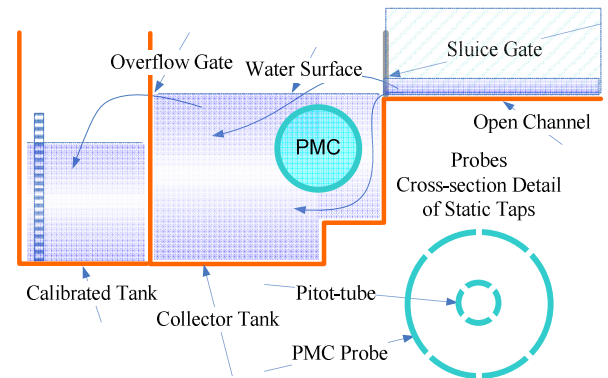 Overflow Gate
Water Surface
Sluice Gate
PMC
Open Channel
Probes
Cross-section Detail
of Static Taps
Calibrated Tank
Collector Tank
Pitot-tube
PMC Probe